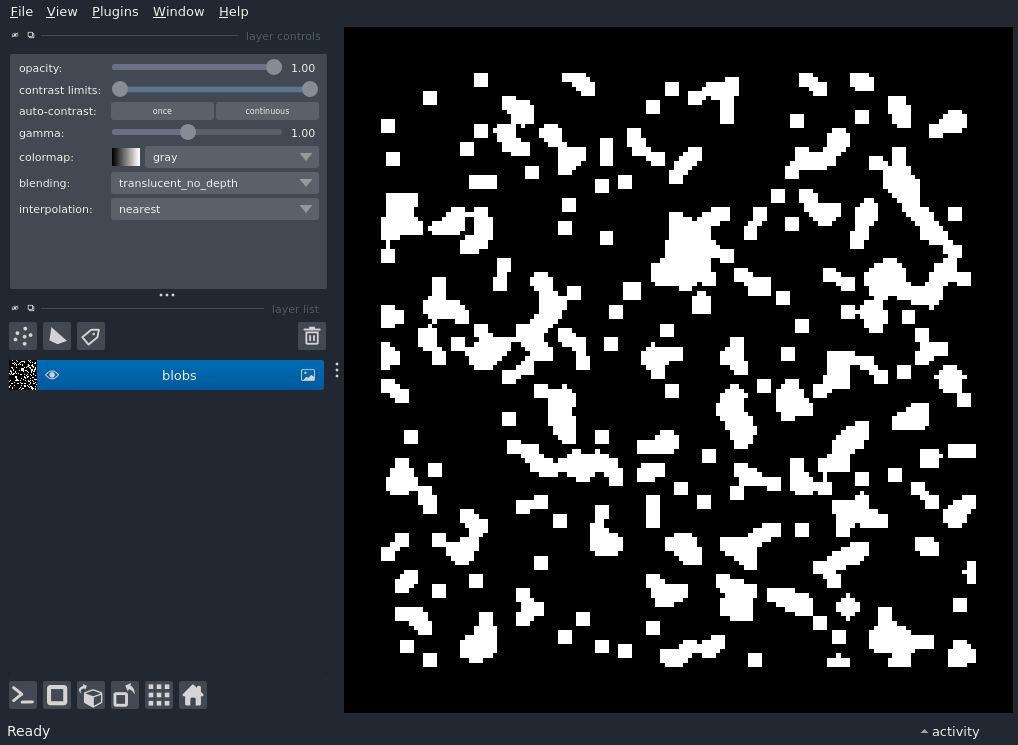 File View Plugins Window Help
layer controls
opacity: 1.00
contrast limits:
auto-contrast: once continuous
gamma: 1.00
colormap: gray
blending: translucent_no_depth
interpolation: nearest
layer list
blobs
Ready activity